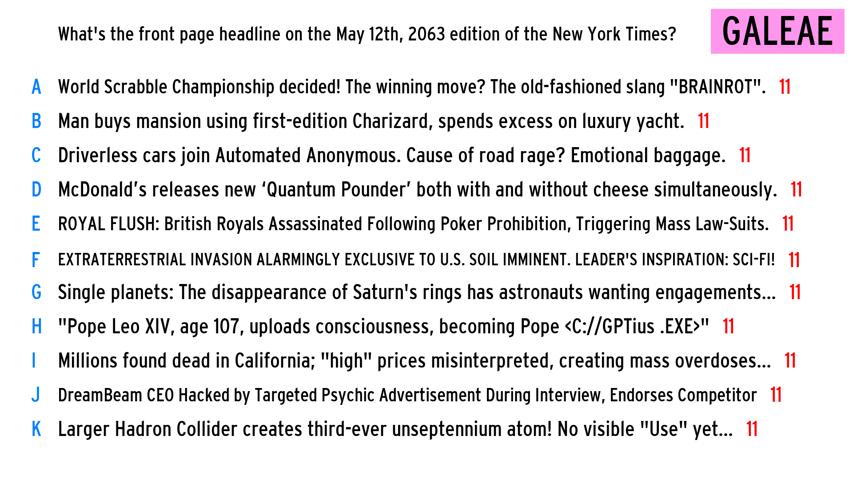 What's the front page headline on the May 12th, 2063 edition of the New York Times?
GALEAE
A World Scrabble Championship decided! The winning move? The old-fashioned slang "BRAINROT". 11
B Man buys mansion using first-edition Charizard, spends excess on luxury yacht. 11
C Driverless cars join Automated Anonymous. Cause of road rage? Emotional baggage. 11
D McDonald’s releases new ‘Quantum Pounder’ both with and without cheese simultaneously. 11
E ROYAL FLUSH: British Royals Assassinated Following Poker Prohibition, Triggering Mass Law-Suits. 11
F EXTRATERRESTRIAL INVASION ALARMINGLY EXCLUSIVE TO U.S. SOIL IMMINENT. LEADER'S INSPIRATION: SCI-FI! 11
G Single planets: The disappearance of Saturn's rings has astronauts wanting engagements... 11
H "Pope Leo XIV, age 107, uploads consciousness, becoming Pope <C://GPTius .EXE>" 11
I Millions found dead in California; "high" prices misinterpreted, creating mass overdoses... 11
J DreamBeam CEO Hacked by Targeted Psychic Advertisement During Interview, Endorses Competitor 11
K Larger Hadron Collider creates third-ever unseptennium atom! No visible "Use" yet... 11